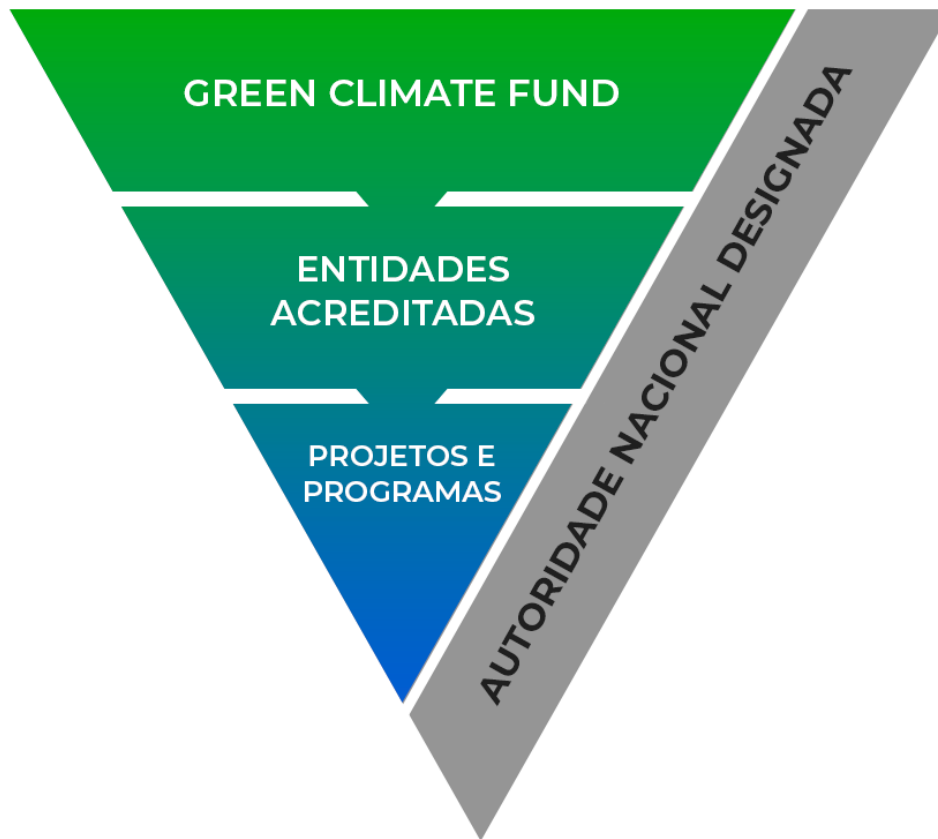 GREEN CLIMATE FUND
ENTIDADES
ACREDITADAS
PROJETOS E
PROGRAMAS
AUTORIDADE NACIONAL DESIGNADA